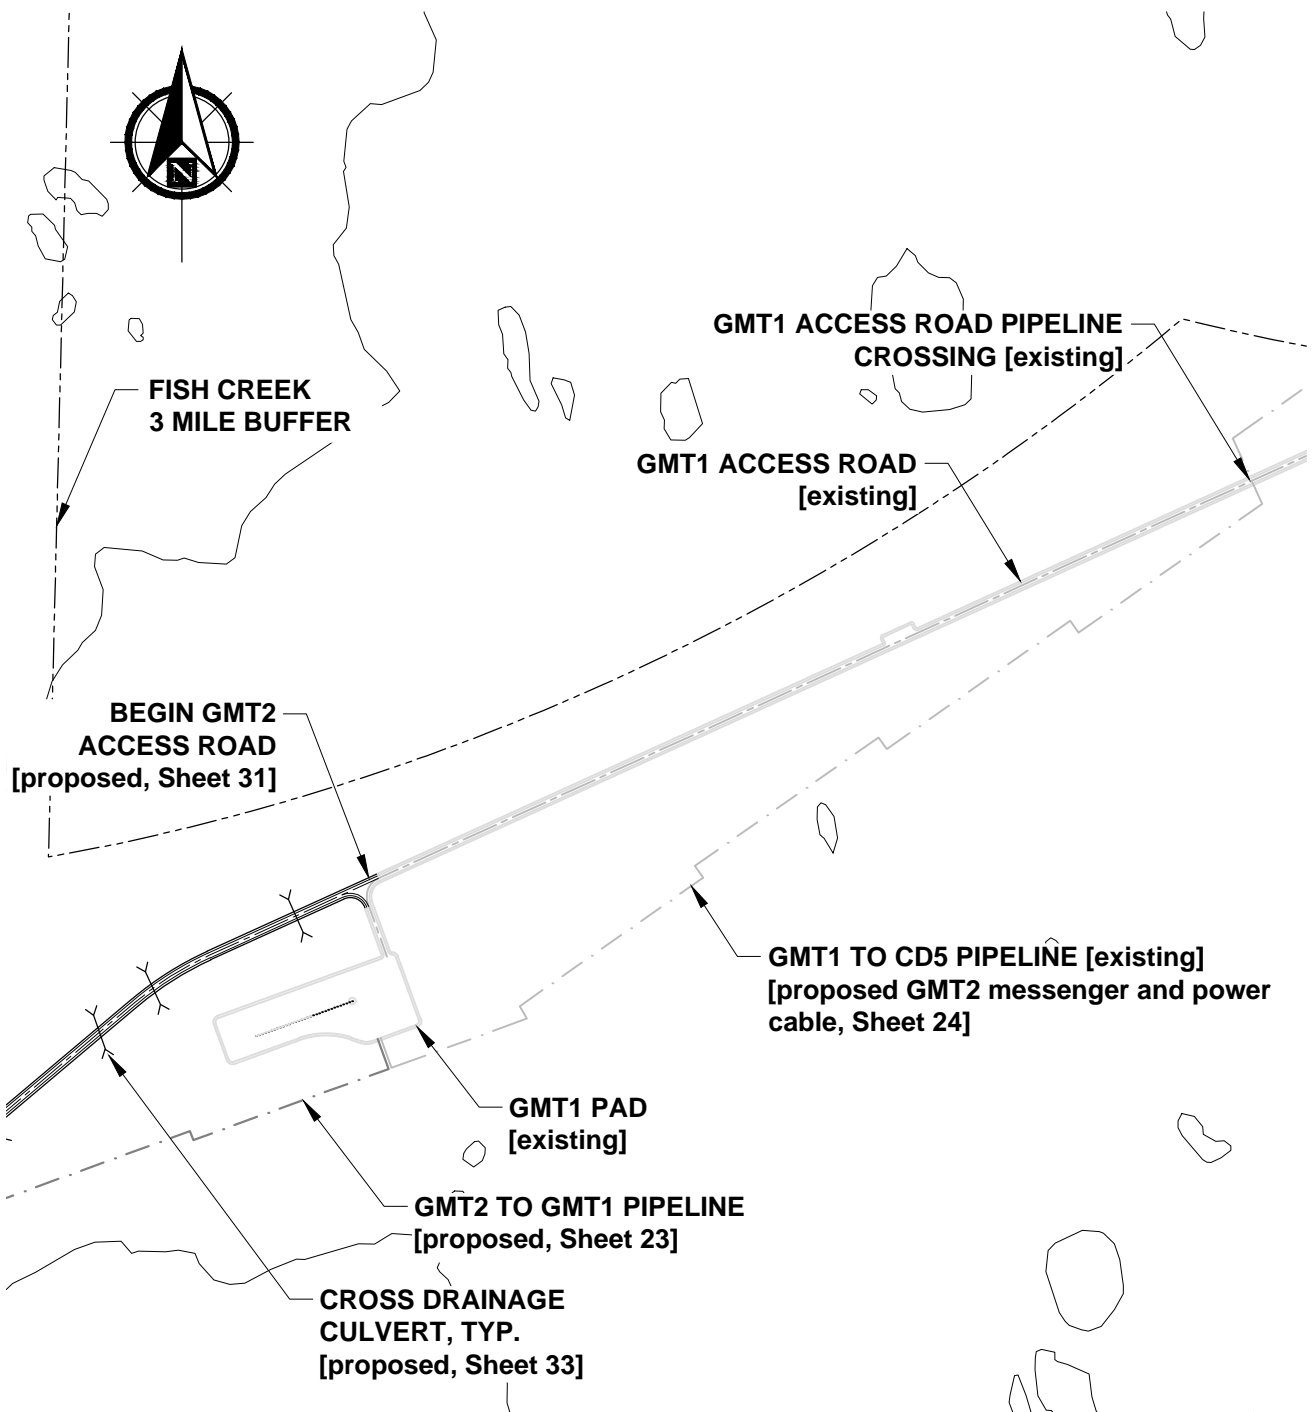 N
GMT1 ACCESS ROAD PIPELINE
CROSSING [existing]
FISH CREEK
3 MILE BUFFER
GMT1 ACCESS ROAD
[existing]
BEGIN GMT2
ACCESS ROAD
[proposed, Sheet 31]
GMT1 TO CD5 PIPELINE [existing]
[proposed GMT2 messenger and power
cable, Sheet 24]
GMT1 PAD
[existing]
GMT2 TO GMT1 PIPELINE
[proposed, Sheet 23]
CROSS DRAINAGE
CULVERT, TYP.
[proposed, Sheet 33]